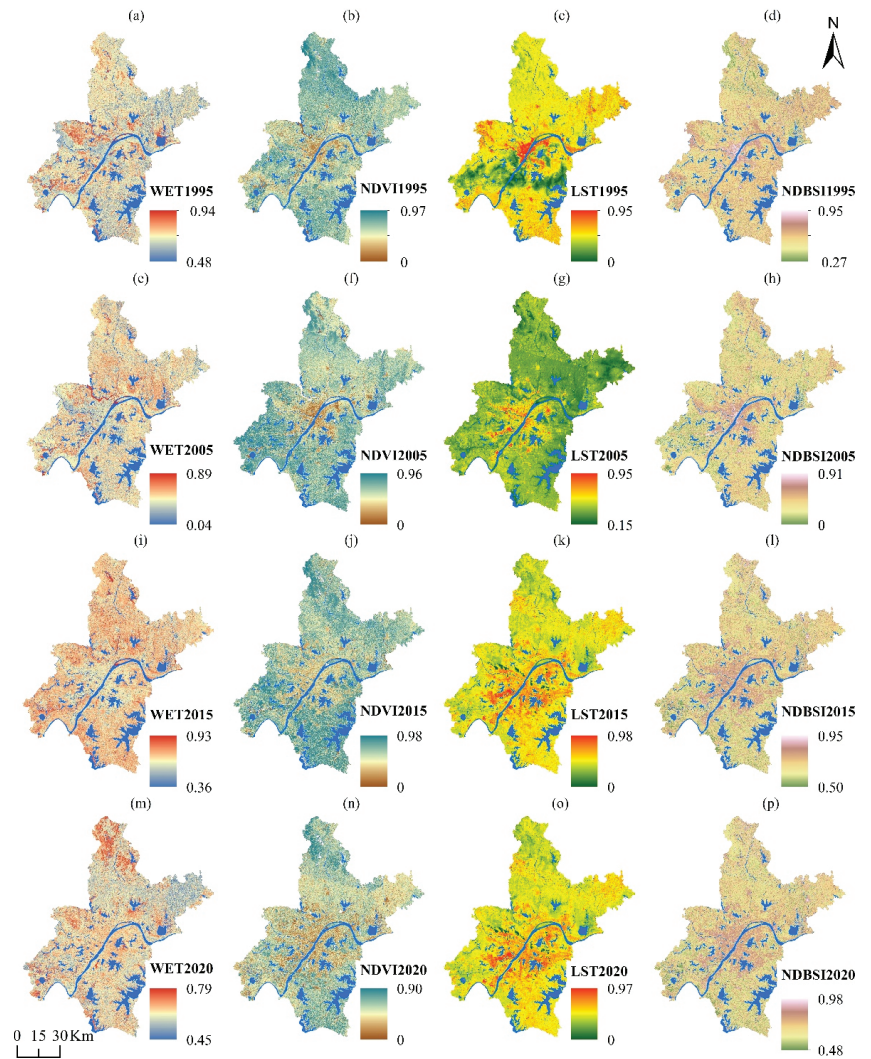 (a) (b) (c) (d)
N
WET1995 NDVI1995 LST1995 NDBSI1995
0.94 0.97 0.95 0.95
0.48 0 0 0.27
(e) (f) (g) (h)
WET2005 NDVI2005 LST2005 NDBSI2005
0.89 0.96 0.95 0.91
0.04 0 0.15 0
(i) (j) (k) (l)
WET2015 NDVI2015 LST2015 NDBSI2015
0.93 0.98 0.98 0.95
0.36 0 0 0.50
(m) (n) (o) (p)
WET2020 NDVI2020 LST2020 NDBSI2020
0.79 0.90 0.97 0.98
0.45 0 0 0.48
0 15 30 Km